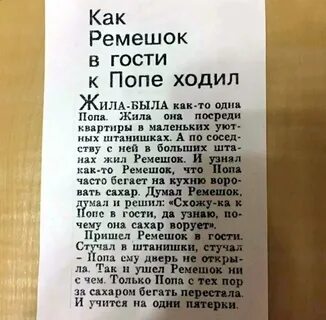 Как
Ремешок
в гости
к Попе ходил
ЖИЛА-БЫЛА как-то одна
Попа. Жила она посреди
квартиры в маленьких уют-
ных штанишках. А по сосед-
ству с ней в больших шта-
нах жил Ремешок. И узнал
как-то Ремешок, что Попа
часто бегает на кухню воро-
вать сахар. Думал Ремешок,
думал и решил: «Схожу-ка к
Попе в гости, да узнаю, по-
чему она сахар ворует».
Пришел Ремешок в гости.
Стучал в штанишки, стучал
– Попа ему дверь не откры-
ла. Так и ушел Ремешок ни
с чем. Только Попа с тех пор
за сахаром бегать перестала.
И учится на одни пятерки.